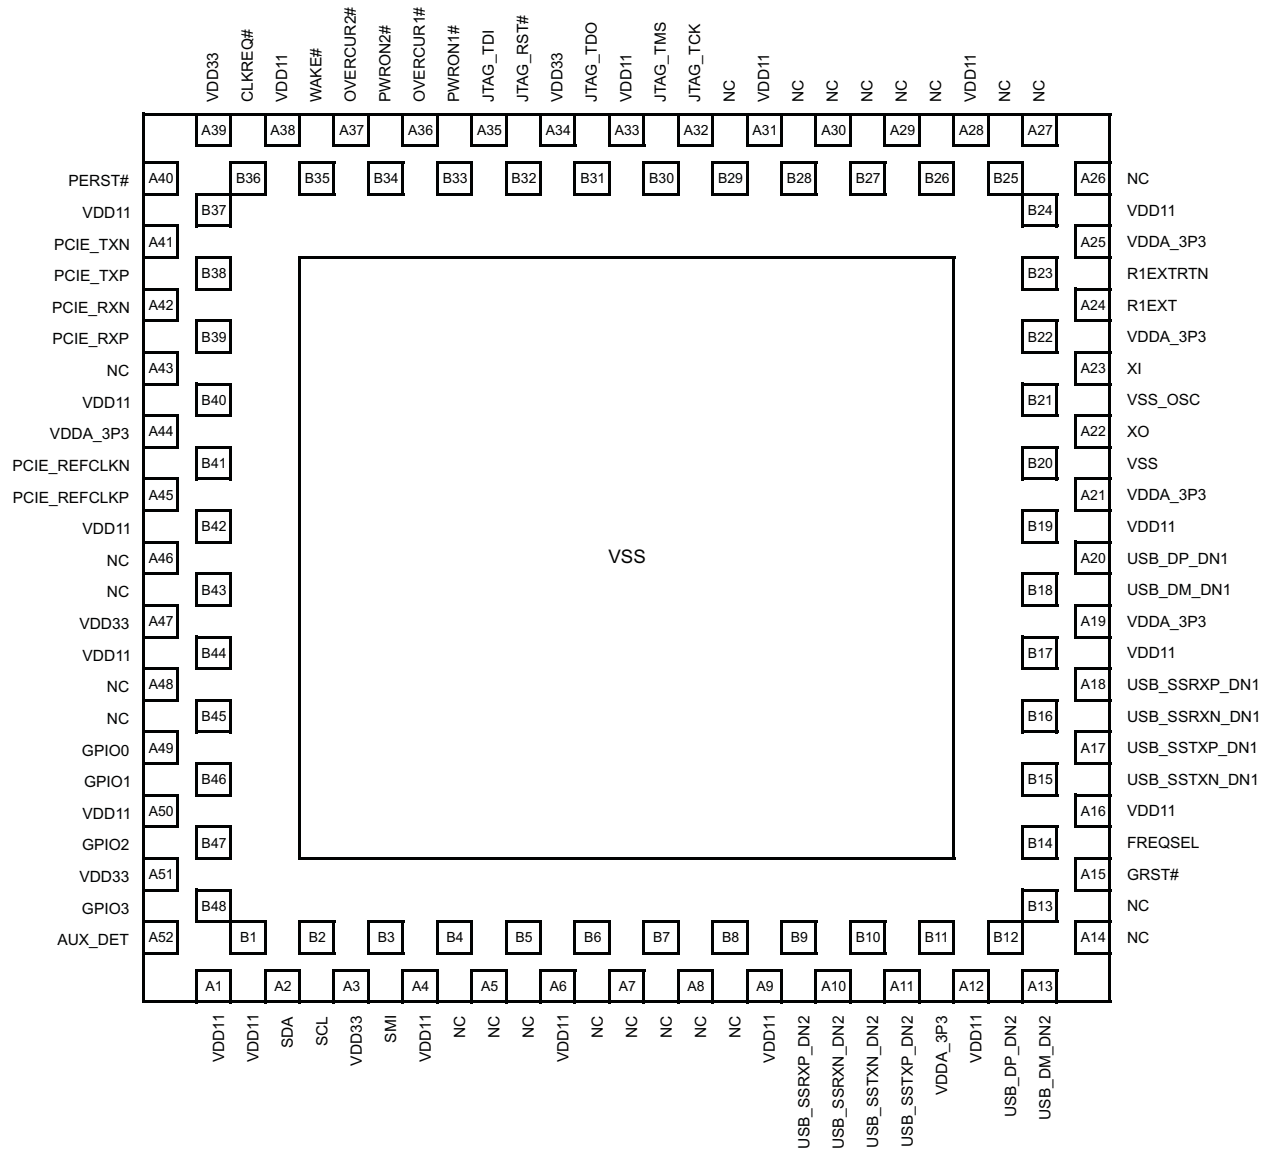 VDD33
CLKREQ#
VDD11
WAKE#
OVERCUR2#
PWRON2#
OVERCUR1#
PWRON1#
JTAG_TDI
JTAG_RST#
VDD33
JTAG_TDO
VDD11
JTAG_TMS
JTAG_TCK
NC
VDD11
NC
NC
NC
NC
NC
VDD11
NC
NC
A39 A38 A37 A36 A35 A34 A33 A32 A31 A30 A29 A28 A27
PERST# A40 B36 B35 B34 B33 B32 B31 B30 B29 B28 B27 B26 B25 A26 NC
VDD11 B37 B24 VDD11
PCIE_TXN A41 A25 VDDA_3P3
PCIE_TXP B38 B23 R1EXTRTN
PCIE_RXN A42 A24 R1EXT
PCIE_RXP B39 B22 VDDA_3P3
NC A43 A23 XI
VDD11 B40 B21 VSS_OSC
VDDA_3P3 A44 A22 XO
PCIE_REFCLKN B41 B20 VSS
PCIE_REFCLKP A45 A21 VDDA_3P3
VDD11 B42 B19 VDD11
NC A46 VSS A20 USB_DP_DN1
NC B43 B18 USB_DM_DN1
VDD33 A47 A19 VDDA_3P3
VDD11 B44 B17 VDD11
NC A48 A18 USB_SSRXP_DN1
NC B45 B16 USB_SSRXN_DN1
GPIO0 A49 A17 USB_SSTXP_DN1
GPIO1 B46 B15 USB_SSTXN_DN1
VDD11 A50 A16 VDD11
GPIO2 B47 B14 FREQSEL
VDD33 A51 A15 GRST#
GPIO3 B48 B13 NC
AUX_DET A52 B1 B2 B3 B4 B5 B6 B7 B8 B9 B10 B11 B12 A14 NC
A1 A2 A3 A4 A5 A6 A7 A8 A9 A10 A11 A12 A13
VDD11
VDD11
SDA
SCL
VDD33
SMI
VDD11
NC
NC
NC
VDD11
NC
NC
NC
NC
NC
VDD11
USB_SSRXP_DN2
USB_SSRXN_DN2
USB_SSTXN_DN2
USB_SSTXP_DN2
VDDA_3P3
VDD11
USB_DP_DN2
USB_DM_DN2